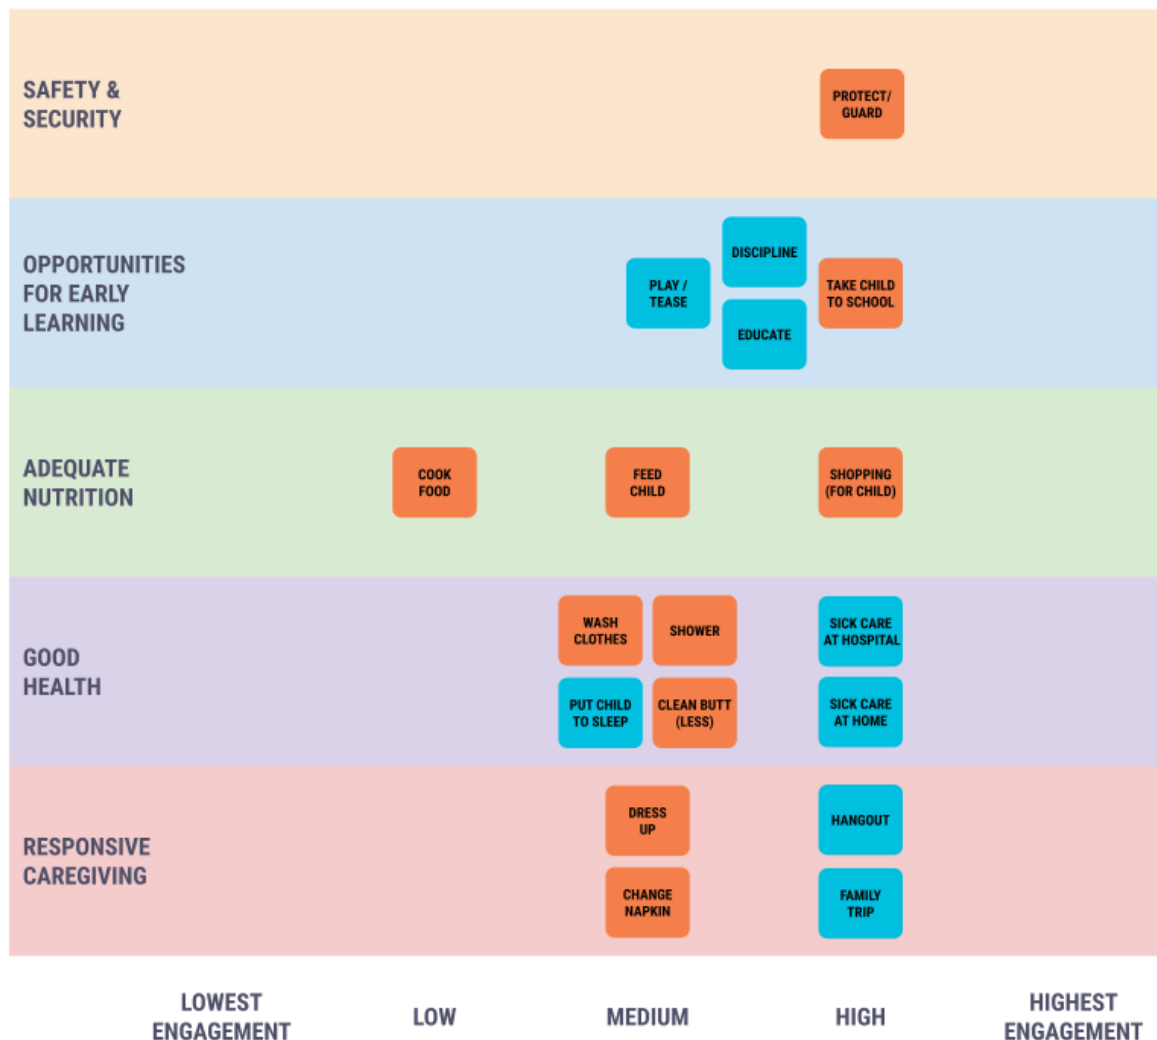 SAFETY &
SECURITY
PROTECT/
GUARD
OPPORTUNITIES
FOR EARLY
LEARNING
PLAY /
TEASE
DISCIPLINE
EDUCATE
TAKE CHILD
TO SCHOOL
ADEQUATE
NUTRITION
COOK
FOOD
FEED
CHILD
SHOPPING
(FOR CHILD)
GOOD
HEALTH
WASH
CLOTHES
SHOWER
SICK CARE
AT HOSPITAL
PUT CHILD
TO SLEEP
CLEAN BUTT
(LESS)
SICK CARE
AT HOME
RESPONSIVE
CAREGIVING
DRESS
UP
HANGOUT
CHANGE
NAPKIN
FAMILY
TRIP
LOWEST
ENGAGEMENT
LOW
MEDIUM
HIGH
HIGHEST
ENGAGEMENT